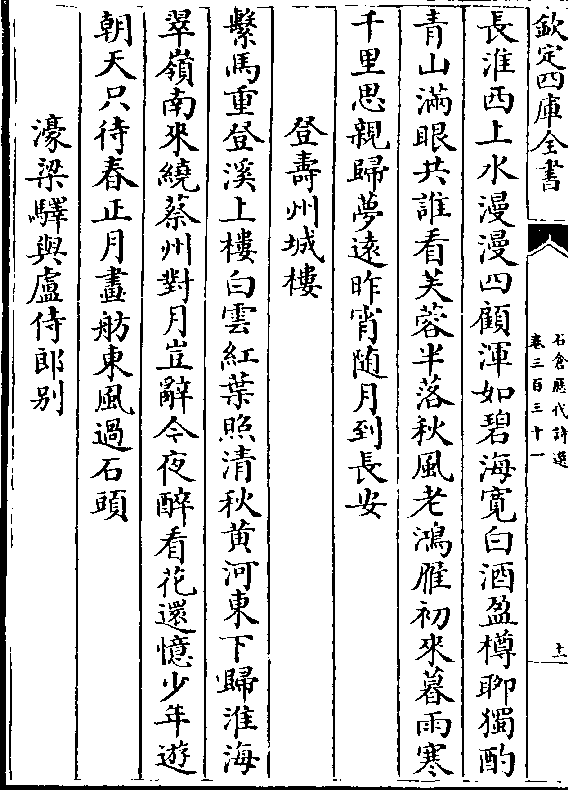 欽定四庫全書
石倉歷代詩選
卷三百三十一
十一
長淮西上水漫漫四顧渾如碧海寛白酒盈樽聊獨酌
青山滿眼共誰看芙蓉半落秋風老鴻雁初來暮雨寒
千里思親歸夢遠昨宵随月到長安
登壽州城樓
繫馬重登溪上樓白雲紅葉照清秋黄河東下歸淮海
翠嶺南來繞蔡州對月豈辭今夜醉看花還憶少年遊
朝天只待春正月畫舫東風過石頭
濠梁驛與盧侍郎别